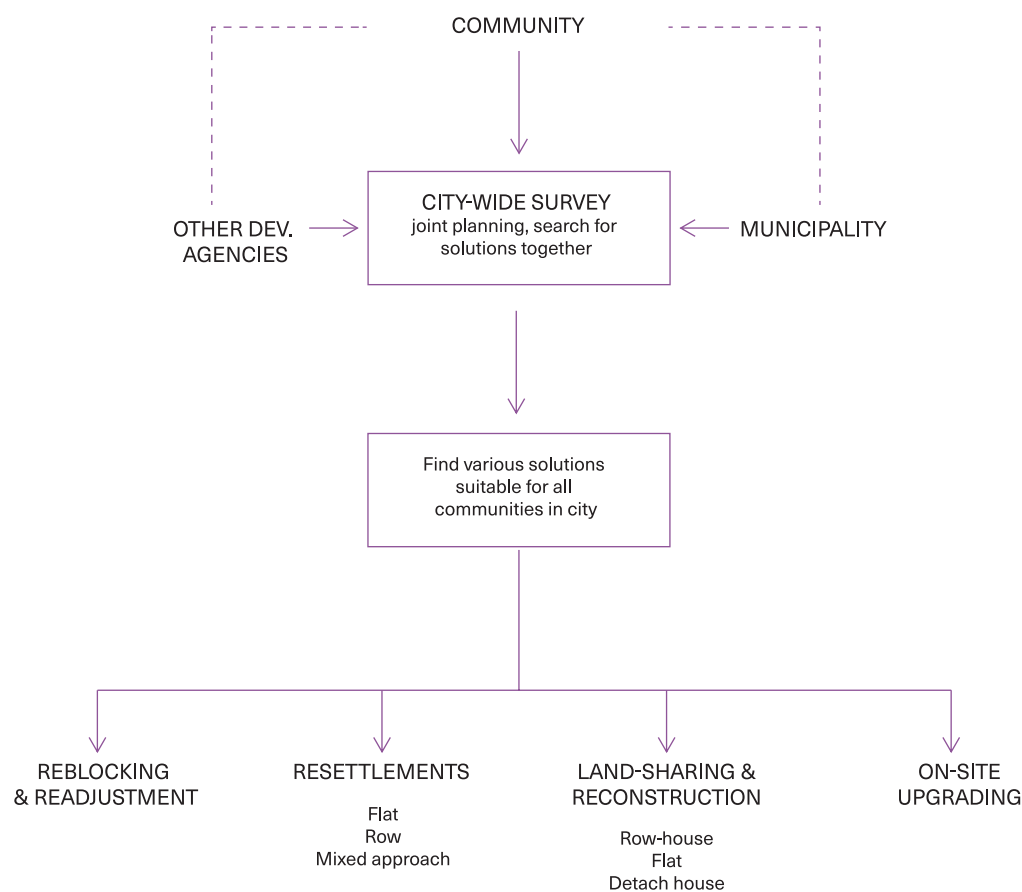 COMMUNITY
CITY-WIDE SURVEY
joint planning, search for
solutions together
OTHER DEV.
AGENCIES
MUNICIPALITY
Find various solutions
suitable for all
communities in city
REBLOCKING
& READJUSTMENT
RESETTLEMENTS
Flat
Row
Mixed approach
LAND-SHARING &
RECONSTRUCTION
Row-house
Flat
Detach house
ON-SITE
UPGRADING